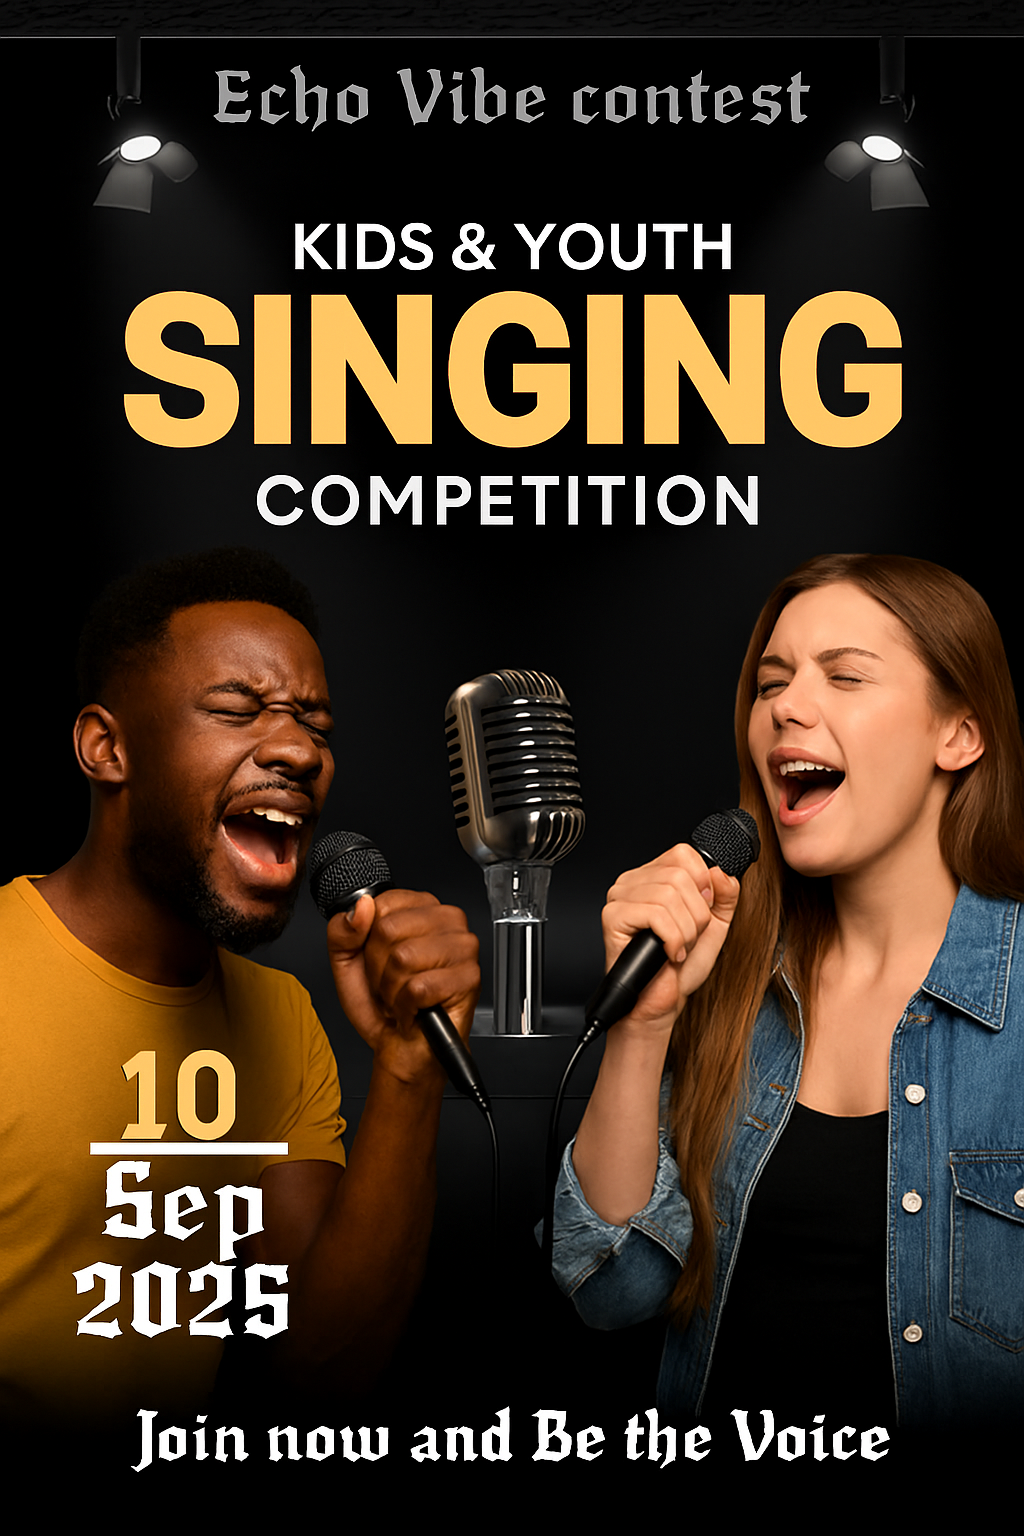 Echo Vibe contest
KIDS & YOUTH
SINGING
COMPETITION
10
Sep
2025
Join now and Be the Voice